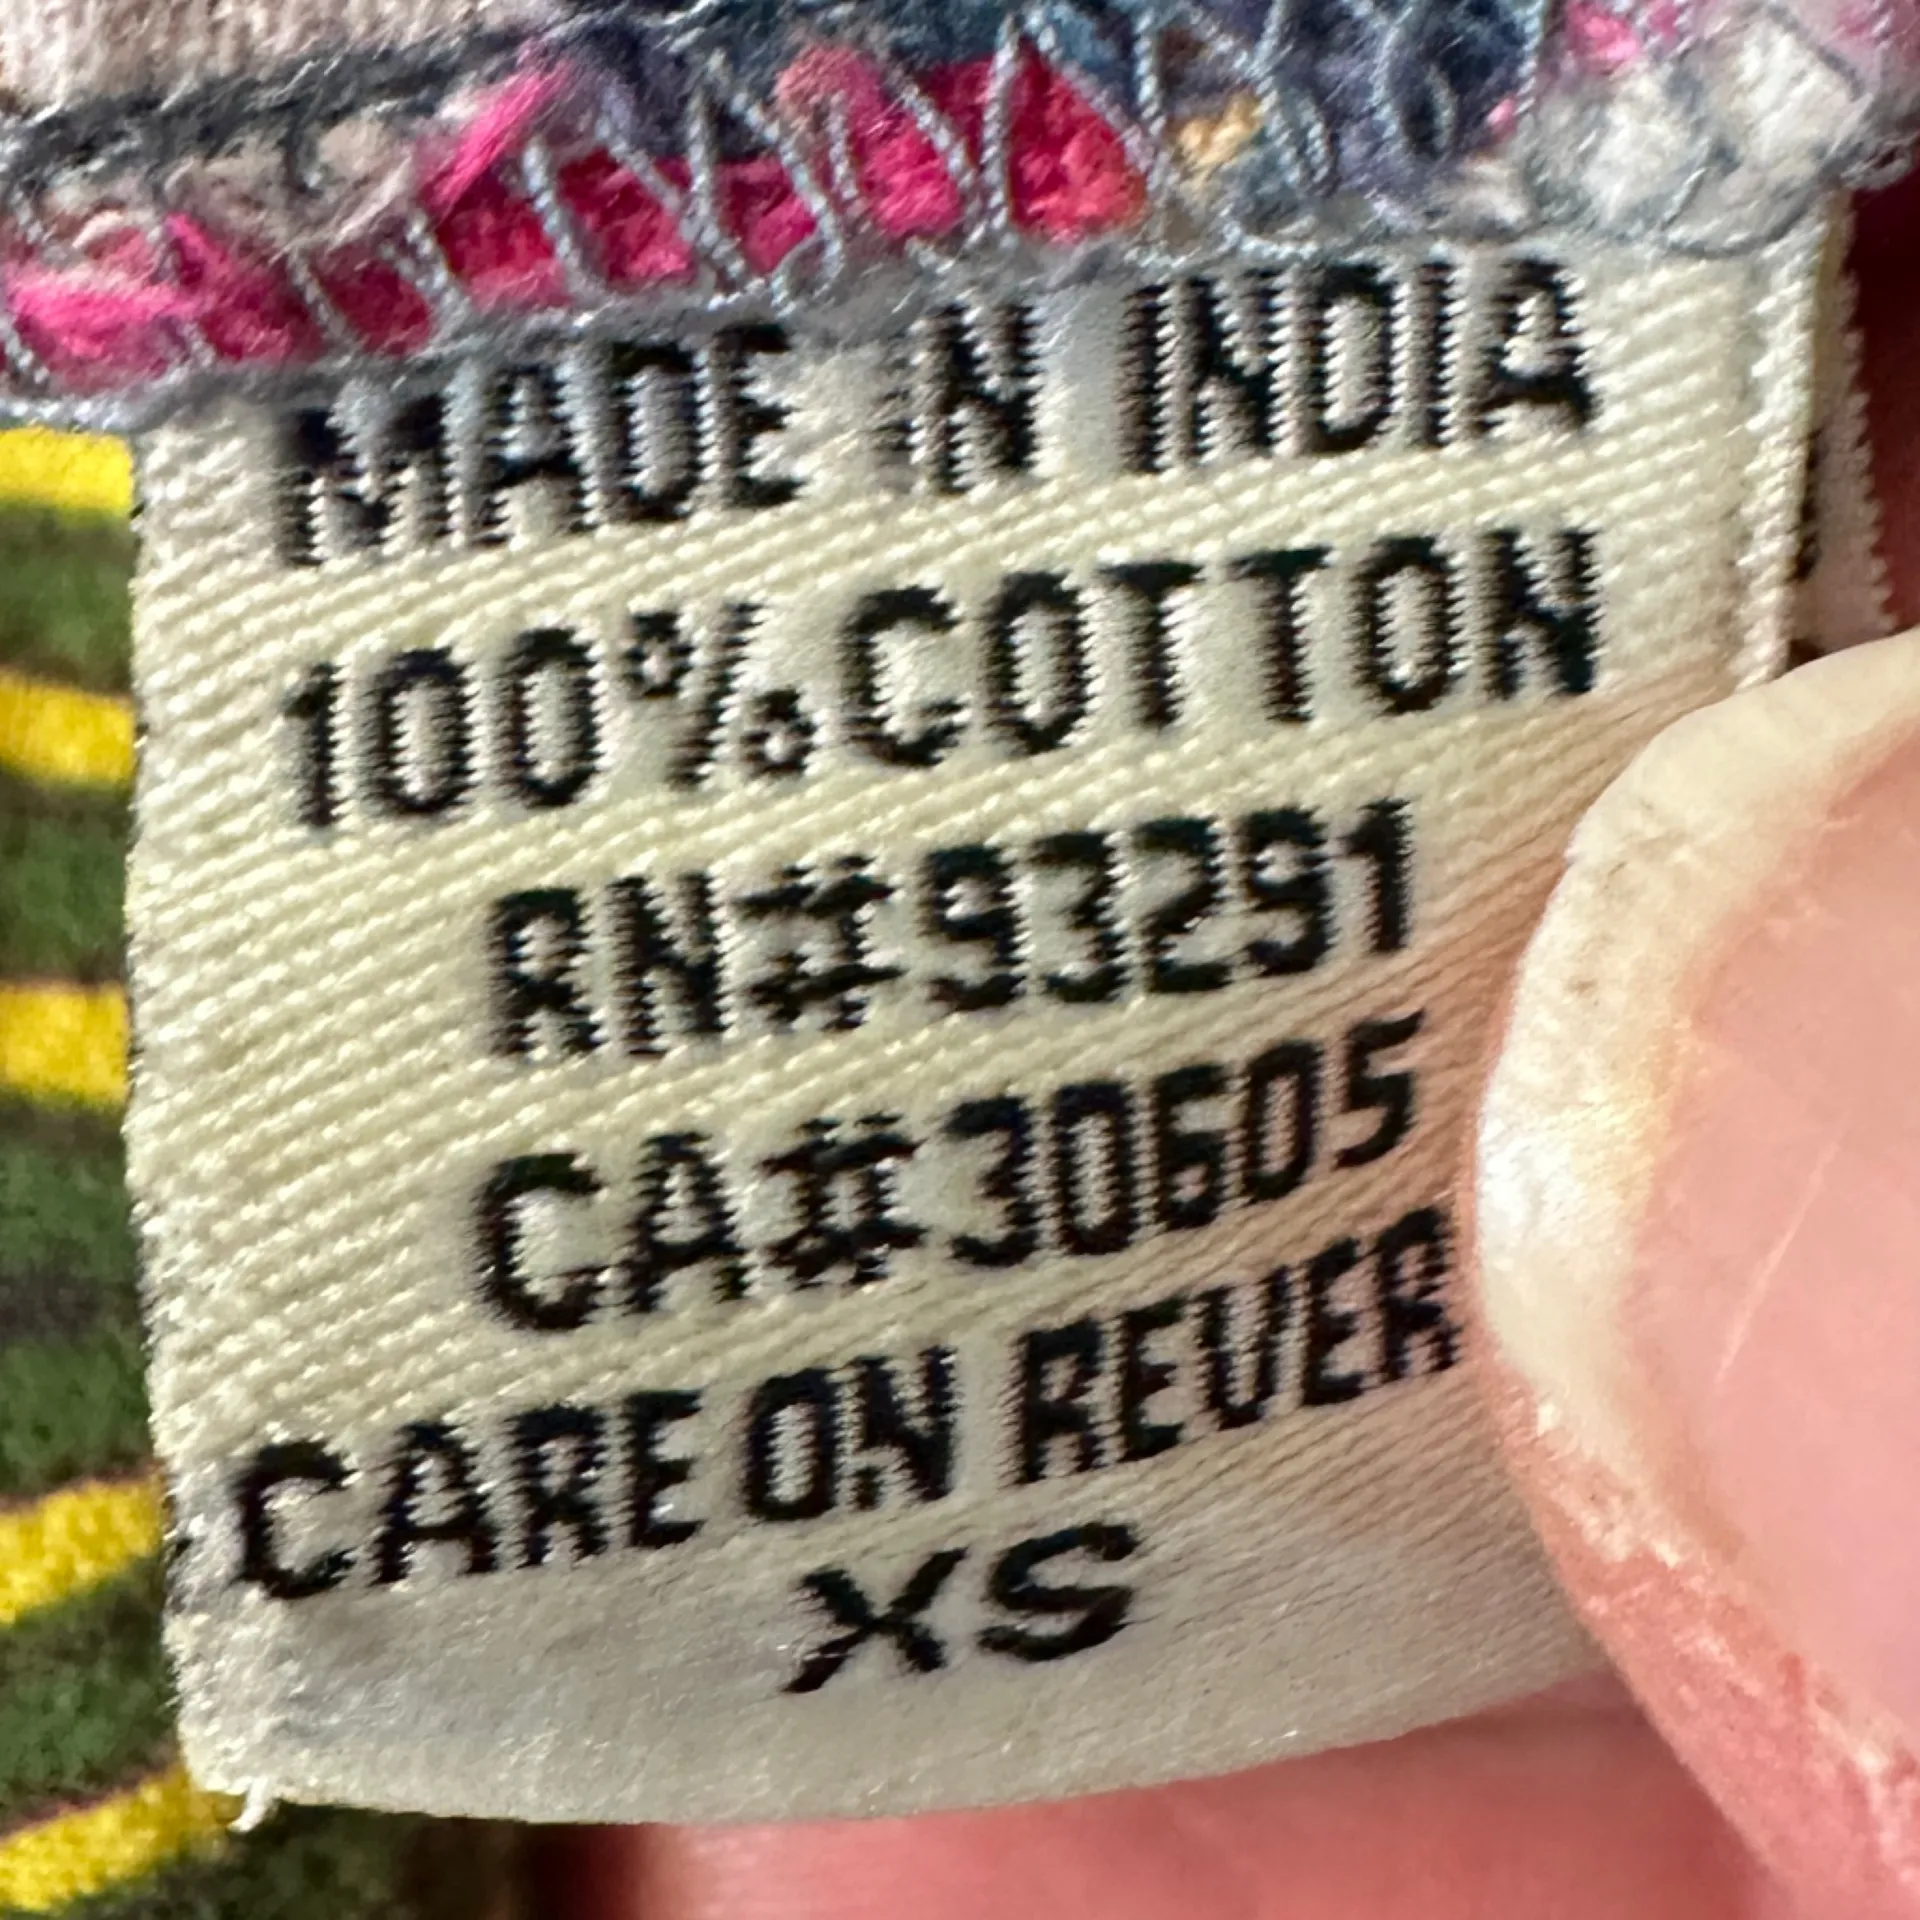 MADE IN INDIA
100% COTTON
RN#93291
CA#30605
CARE ON REVER
XS